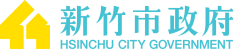 新竹市政府
HSINCHU CITY GOVERNMENT